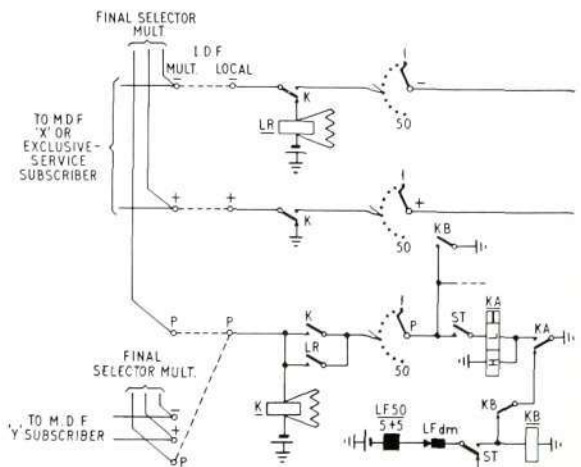 FINAL SELECTOR
MULT.
I D F
MULT. LOCAL
− −
K
I
−
50
LR
TO M D F
'X' OR
EXCLUSIVE-
SERVICE
SUBSCRIBER
+ +
K
I
+
50
KB
P P
K
LR
I
P
50
ST
KA
KA
K
FINAL
SELECTOR MULT.
TO M.D F
'Y' SUBSCRIBER
−
+
P
KB
LF50
5+5
LFdm
ST
KB